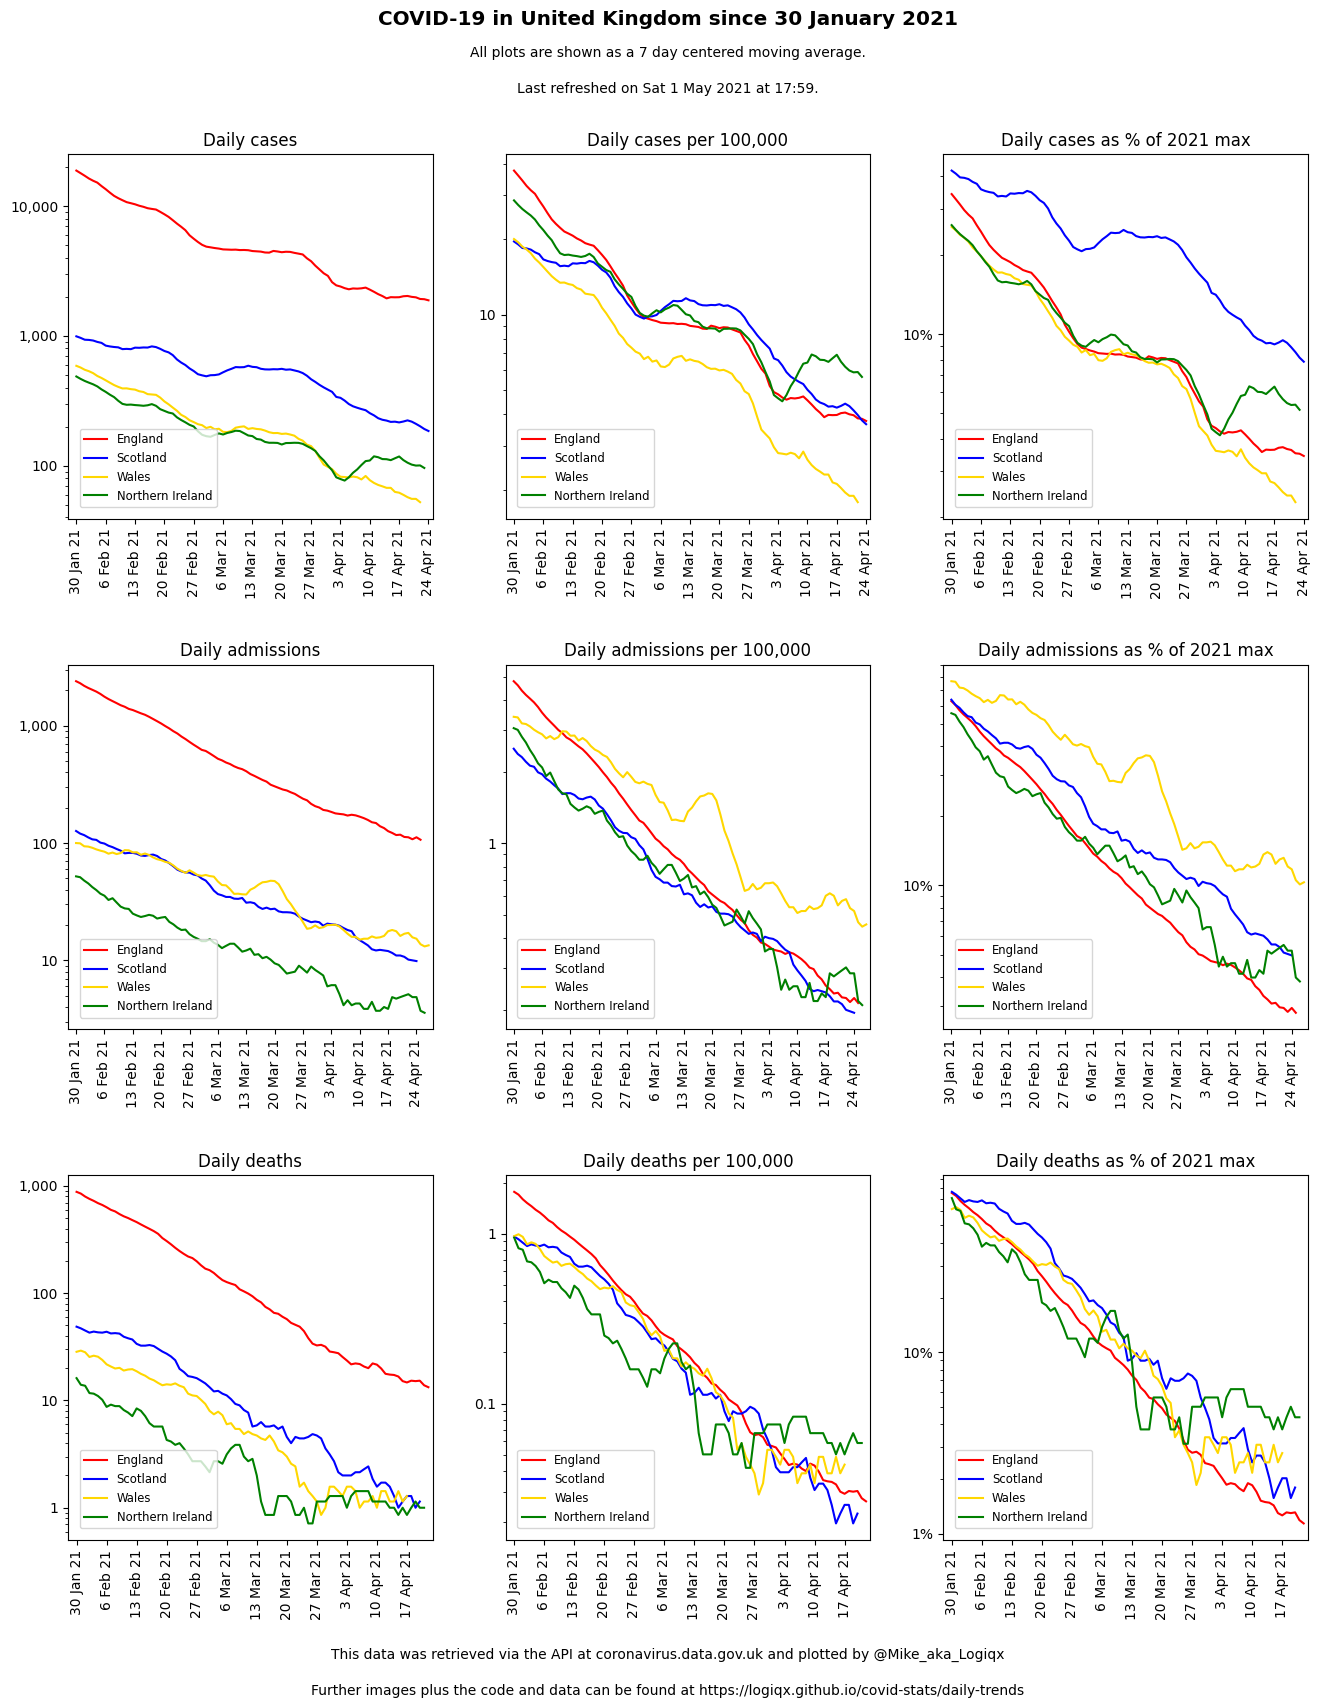 COVID-19 in United Kingdom since 30 January 2021
All plots are shown as a 7 day centered moving average.
Last refreshed on Sat 1 May 2021 at 17:59.
Daily cases
10,000
1,000
100
England
Scotland
Wales
Northern Ireland
30 Jan 21
6 Feb 21
13 Feb 21
20 Feb 21
27 Feb 21
6 Mar 21
13 Mar 21
20 Mar 21
27 Mar 21
3 Apr 21
10 Apr 21
17 Apr 21
24 Apr 21
Daily cases per 100,000
10
England
Scotland
Wales
Northern Ireland
30 Jan 21
6 Feb 21
13 Feb 21
20 Feb 21
27 Feb 21
6 Mar 21
13 Mar 21
20 Mar 21
27 Mar 21
3 Apr 21
10 Apr 21
17 Apr 21
24 Apr 21
Daily cases as % of 2021 max
10%
England
Scotland
Wales
Northern Ireland
30 Jan 21
6 Feb 21
13 Feb 21
20 Feb 21
27 Feb 21
6 Mar 21
13 Mar 21
20 Mar 21
27 Mar 21
3 Apr 21
10 Apr 21
17 Apr 21
24 Apr 21
Daily admissions
1,000
100
10
England
Scotland
Wales
Northern Ireland
30 Jan 21
6 Feb 21
13 Feb 21
20 Feb 21
27 Feb 21
6 Mar 21
13 Mar 21
20 Mar 21
27 Mar 21
3 Apr 21
10 Apr 21
17 Apr 21
24 Apr 21
Daily admissions per 100,000
1
England
Scotland
Wales
Northern Ireland
30 Jan 21
6 Feb 21
13 Feb 21
20 Feb 21
27 Feb 21
6 Mar 21
13 Mar 21
20 Mar 21
27 Mar 21
3 Apr 21
10 Apr 21
17 Apr 21
24 Apr 21
Daily admissions as % of 2021 max
10%
England
Scotland
Wales
Northern Ireland
30 Jan 21
6 Feb 21
13 Feb 21
20 Feb 21
27 Feb 21
6 Mar 21
13 Mar 21
20 Mar 21
27 Mar 21
3 Apr 21
10 Apr 21
17 Apr 21
24 Apr 21
Daily deaths
1,000
100
10
1
England
Scotland
Wales
Northern Ireland
30 Jan 21
6 Feb 21
13 Feb 21
20 Feb 21
27 Feb 21
6 Mar 21
13 Mar 21
20 Mar 21
27 Mar 21
3 Apr 21
10 Apr 21
17 Apr 21
Daily deaths per 100,000
1
0.1
England
Scotland
Wales
Northern Ireland
30 Jan 21
6 Feb 21
13 Feb 21
20 Feb 21
27 Feb 21
6 Mar 21
13 Mar 21
20 Mar 21
27 Mar 21
3 Apr 21
10 Apr 21
17 Apr 21
Daily deaths as % of 2021 max
10%
1%
England
Scotland
Wales
Northern Ireland
30 Jan 21
6 Feb 21
13 Feb 21
20 Feb 21
27 Feb 21
6 Mar 21
13 Mar 21
20 Mar 21
27 Mar 21
3 Apr 21
10 Apr 21
17 Apr 21
This data was retrieved via the API at coronavirus.data.gov.uk and plotted by @Mike_aka_Logiqx
Further images plus the code and data can be found at https://logiqx.github.io/covid-stats/daily-trends